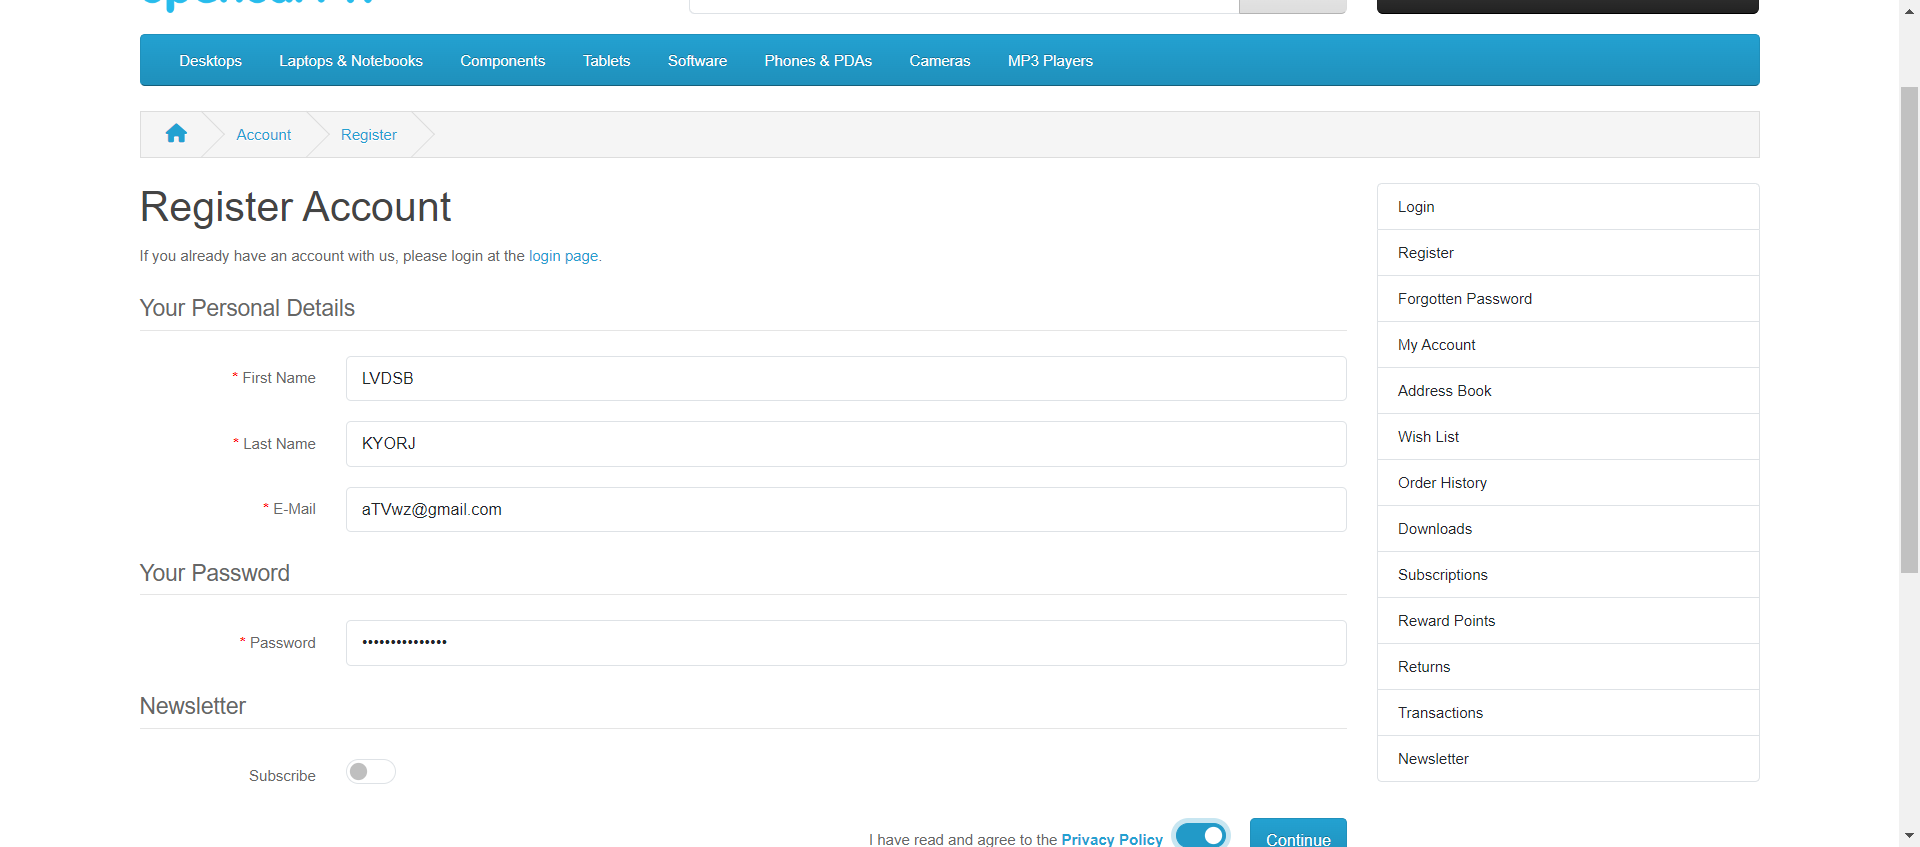 Desktops Laptops & Notebooks Components Tablets Software Phones & PDAs Cameras MP3 Players
Account Register
Register Account
If you already have an account with us, please login at the login page.
Your Personal Details
* First Name LVDSB
* Last Name KYORJ
* E-Mail aTVwz@gmail.com
Your Password
* Password •••••••••••••••
Newsletter
Subscribe
I have read and agree to the Privacy Policy Continue
Login
Register
Forgotten Password
My Account
Address Book
Wish List
Order History
Downloads
Subscriptions
Reward Points
Returns
Transactions
Newsletter